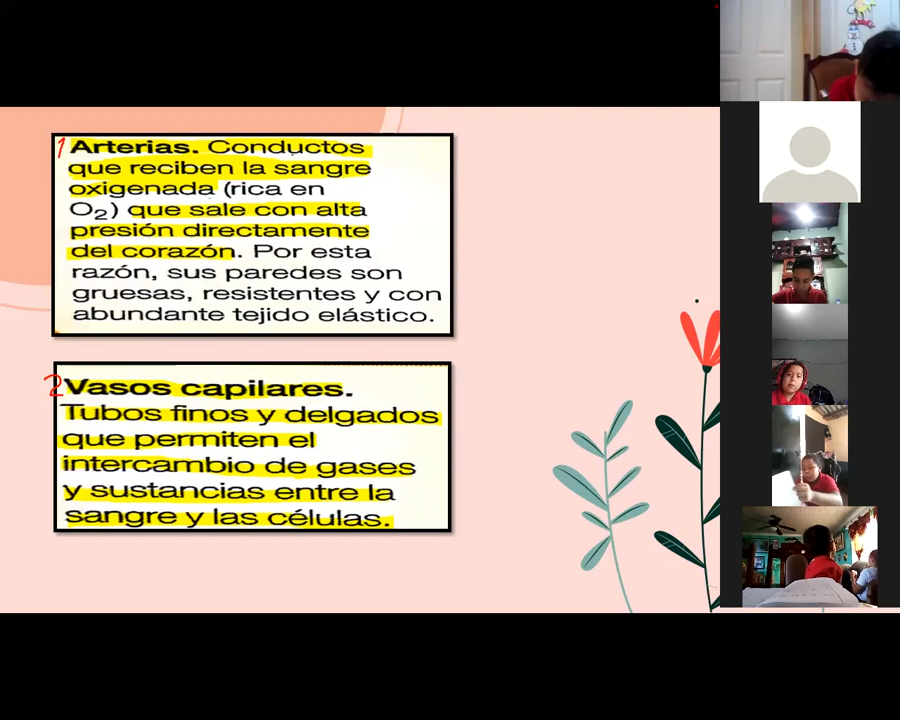 1 Arterias. Conductos
que reciben la sangre
oxigenada (rica en
O₂) que sale con alta
presión directamente
del corazón. Por esta
razón, sus paredes son
gruesas, resistentes y con
abundante tejido elástico.
2 Vasos capilares.
Tubos finos y delgados
que permiten el
intercambio de gases
y sustancias entre la
sangre y las células.